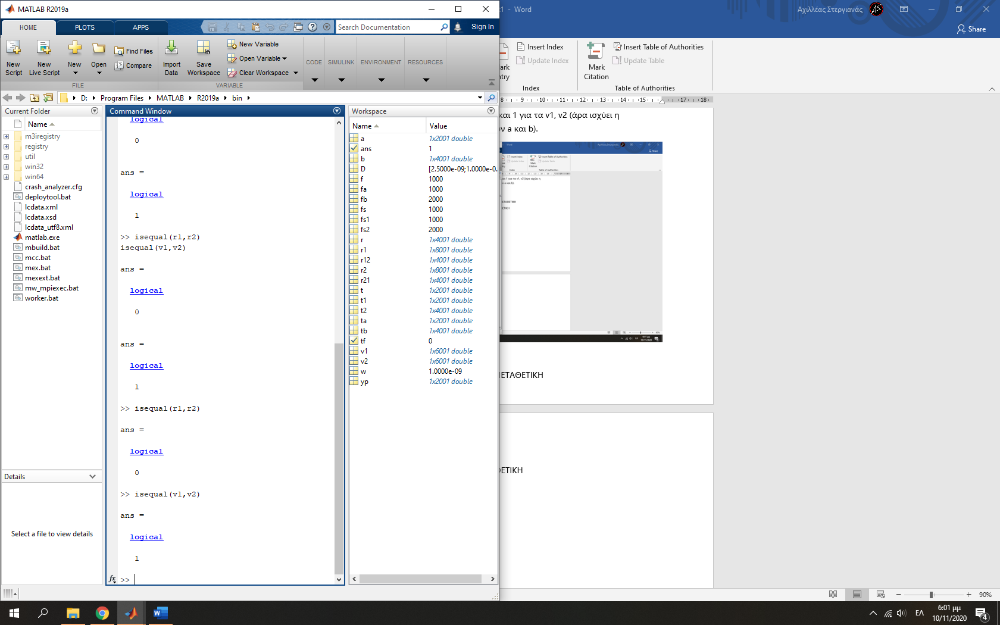 MATLAB R2019a
HOME
PLOTS
APPS
Search Documentation
Sign In
New Script
New Live Script
New
Open
Find Files
Compare
Import Data
Save Workspace
New Variable
Open Variable
Clear Workspace
CODE
SIMULINK
ENVIRONMENT
RESOURCES
FILE
VARIABLE
D: Program Files MATLAB R2019a bin
Current Folder
Name
m3iregistry
registry
util
win32
win64
crash_analyzer.cfg
deploytool.bat
lcdata.xml
lcdata.xsd
lcdata_utf8.xml
matlab.exe
mbuild.bat
mcc.bat
mex.bat
mexext.bat
mw_mpiexec.bat
worker.bat
Details
Select a file to view details
Command Window
logical
0
ans =
logical
1
>> isequal(r1,r2)
isequal(v1,v2)
ans =
logical
0
ans =
logical
1
>> isequal(r1,r2)
ans =
logical
0
>> isequal(v1,v2)
ans =
logical
1
fx >>
Workspace
Name Value
a 1x2001 double
ans 1
b 1x4001 double
D [2.5000e-09;1.0000e-0.
f 1000
fa 1000
fb 2000
fs 1000
fs1 1000
fs2 2000
r 1x4001 double
r1 1x8001 double
r12 1x4001 double
r2 1x8001 double
r21 1x4001 double
t 1x2001 double
t1 1x2001 double
t2 1x4001 double
ta 1x2001 double
tb 1x4001 double
tf 0
v1 1x6001 double
v2 1x6001 double
w 1.0000e-09
yp 1x2001 double
1 - Word
Αχιλλέας Στεργιανάς
Share
Insert Index
Update Index
Index
Mark Citation
Insert Table of Authorities
Update Table
Table of Authorities
8 9 10 11 12 13 14 15 17 18
και 1 για τα v1, v2 (άρα ισχύει η
ν a και b).
ΕΤΑΘΕΤΙΚΗ
ΘΕΤΙΚΗ
90%
ΕΛ
6:01 μμ
10/11/2020
4